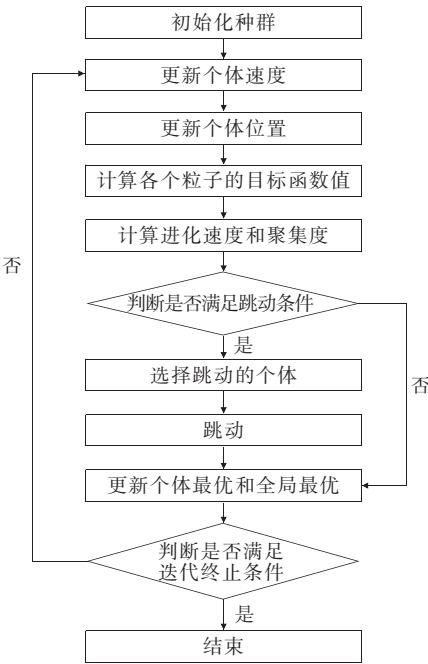 初始化种群
更新个体速度
更新个体位置
计算各个粒子的目标函数值
计算进化速度和聚集度
否
判断是否满足跳动条件
是
选择跳动的个体
否
跳动
更新个体最优和全局最优
判断是否满足
迭代终止条件
是
结束